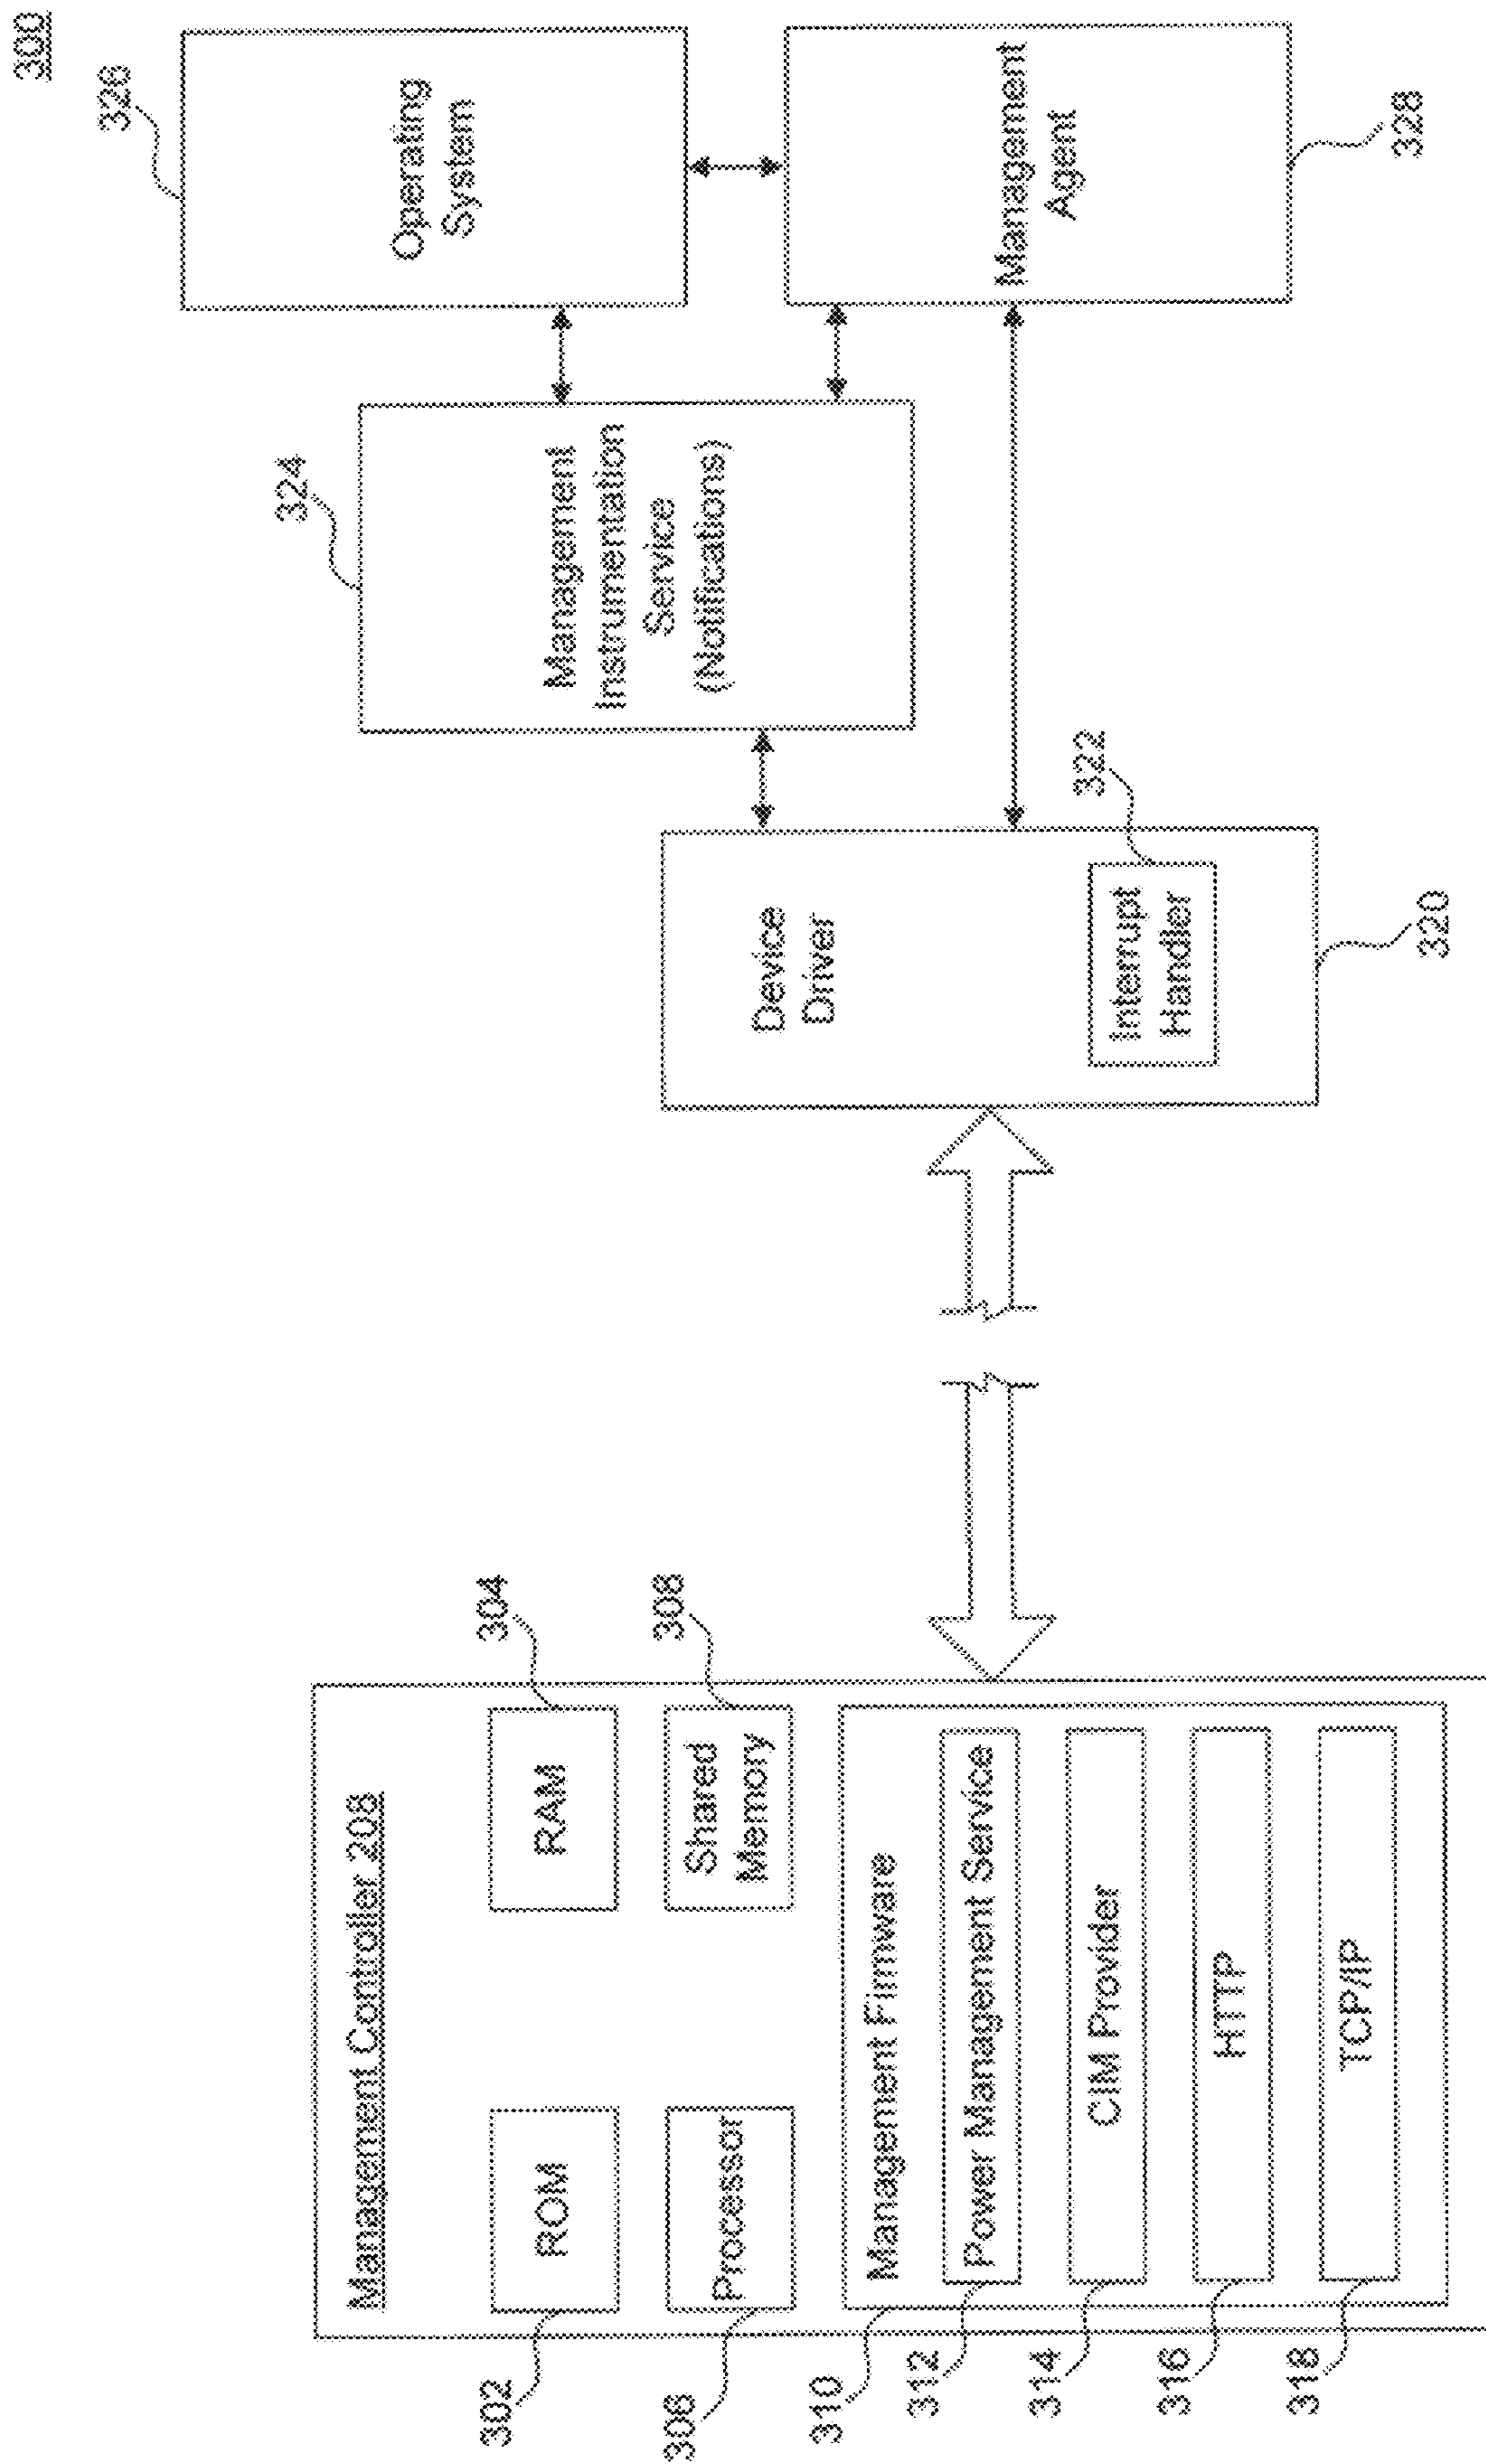 300
Management Controller 208
302
ROM
RAM
304
306
Processor
Shared
Memory
308
310
Management Firmware
312
Power Management Service
314
CIM Provider
316
HTTP
318
TCP/IP
Device
Driver
Interrupt
Handler
322
320
324
Management
Instrumentation
Service
(Notifications)
326
Operating
System
Management
Agent
328